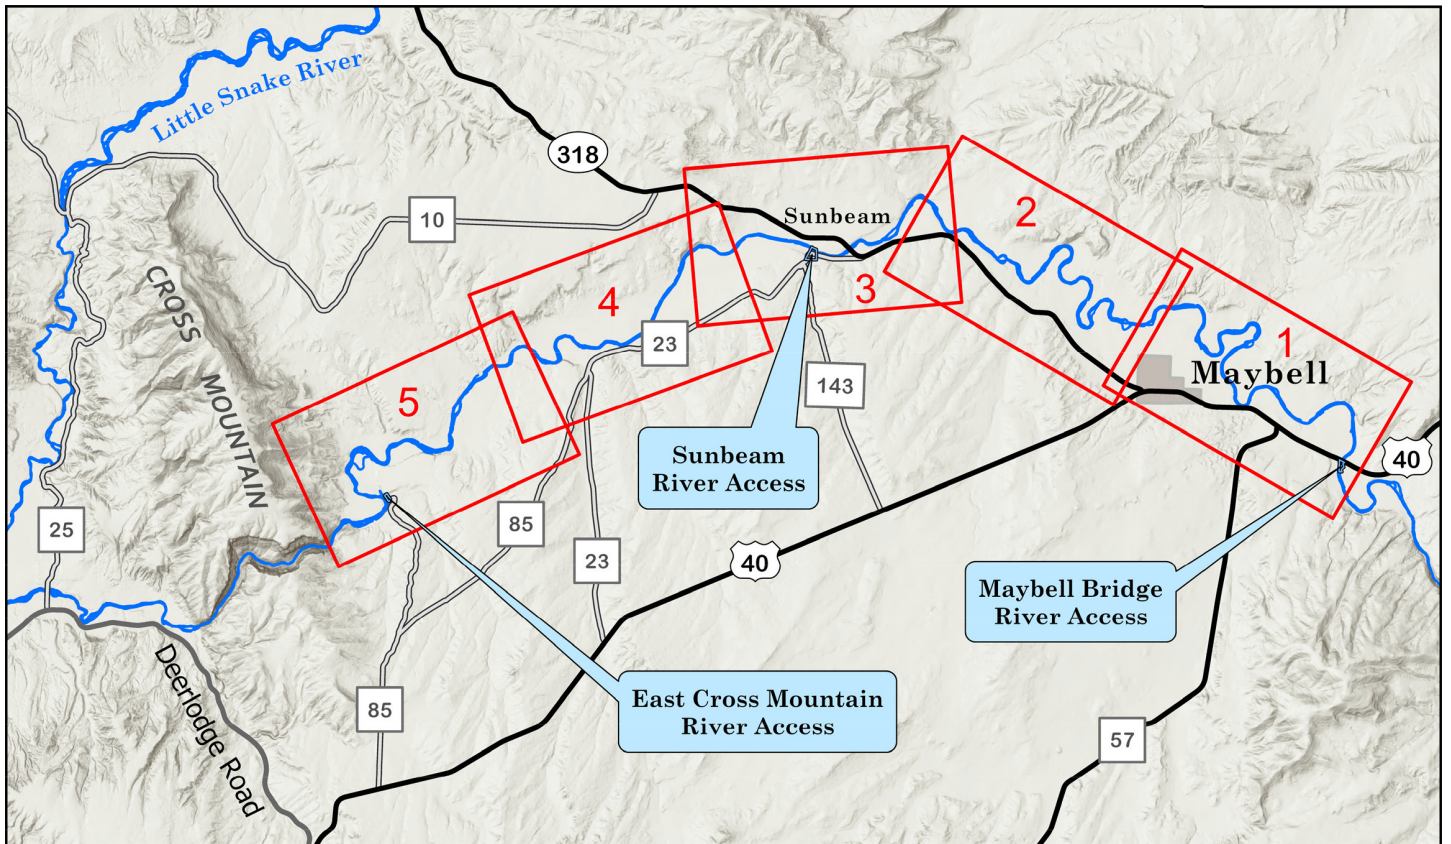 Little Snake River
318
10
Sunbeam
2
3
4
1
23
Maybell
CROSS
MOUNTAIN
5
143
Sunbeam
River Access
40
25
85
23
40
Maybell Bridge
River Access
Deerlodge Road
East Cross Mountain
River Access
85
57